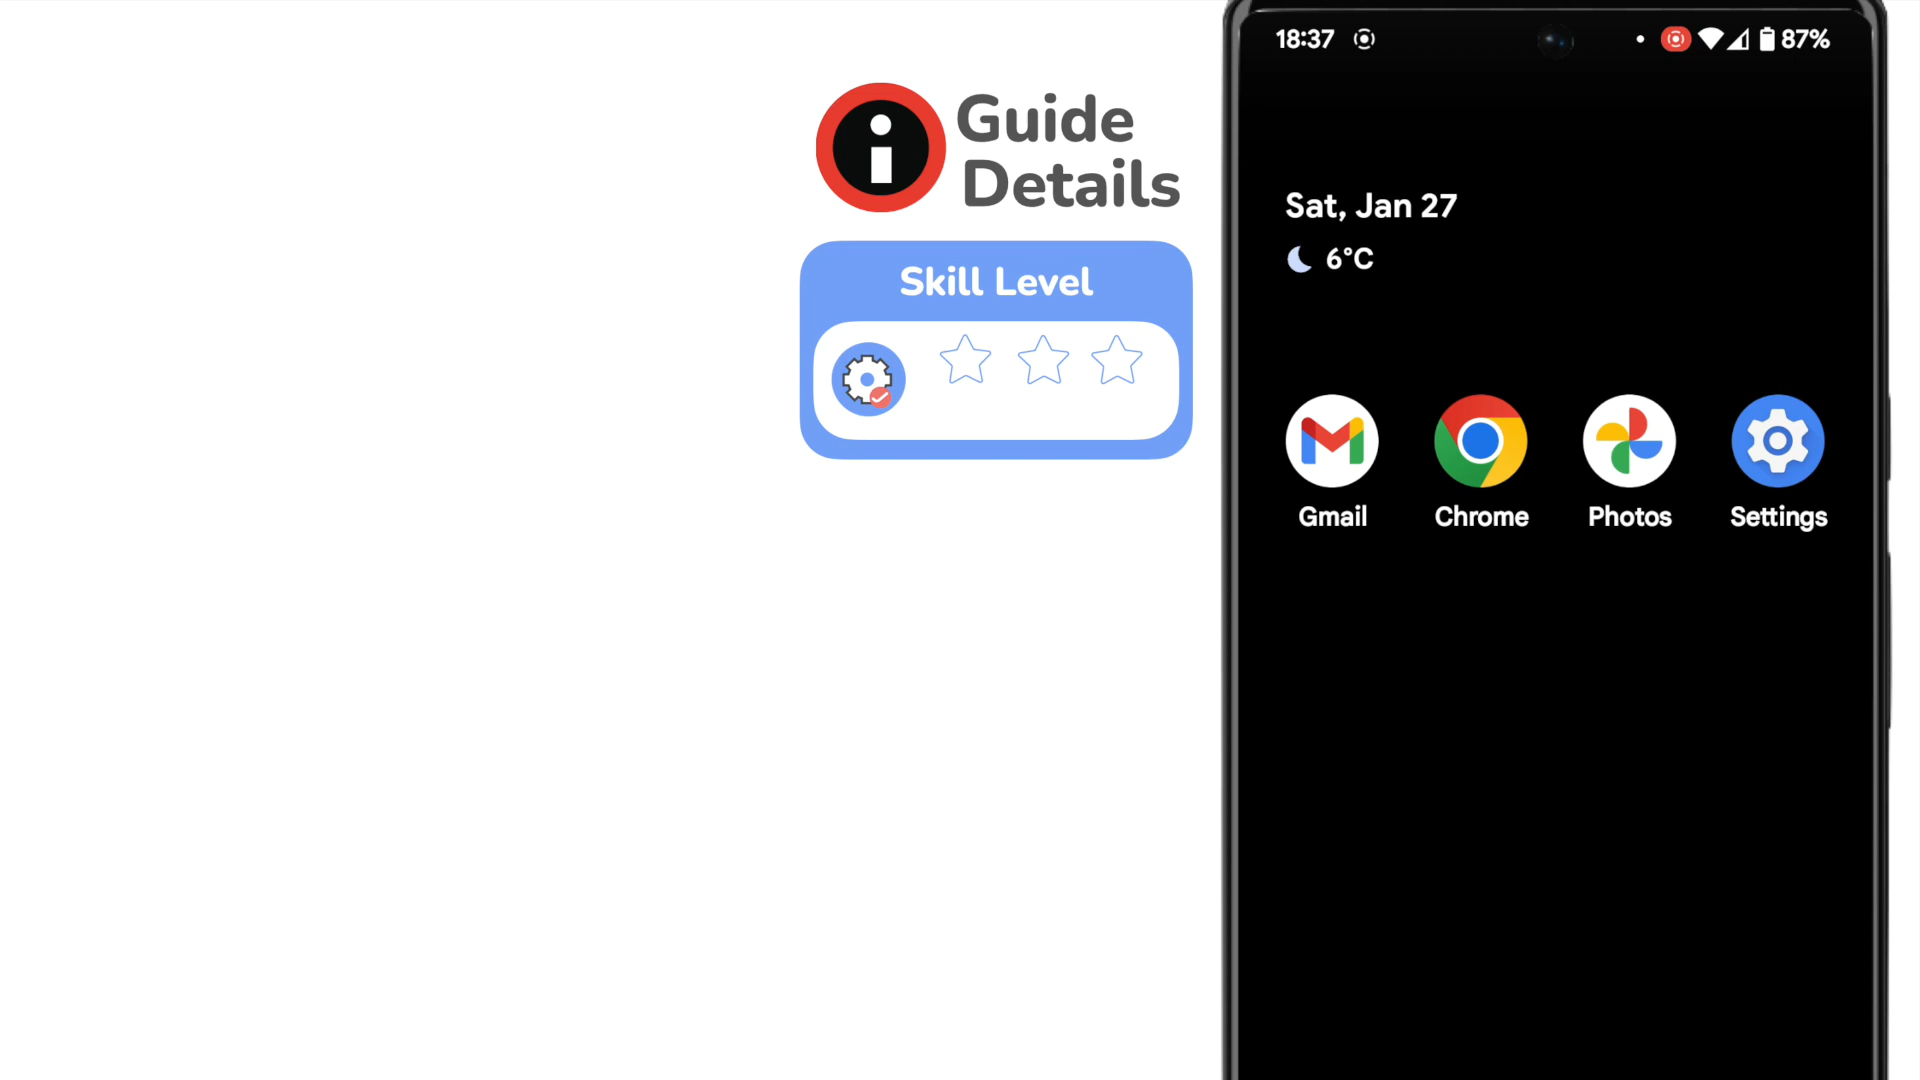 Guide
Details
Skill Level
18:37
87%
Sat, Jan 27
6°C
Gmail
Chrome
Photos
Settings